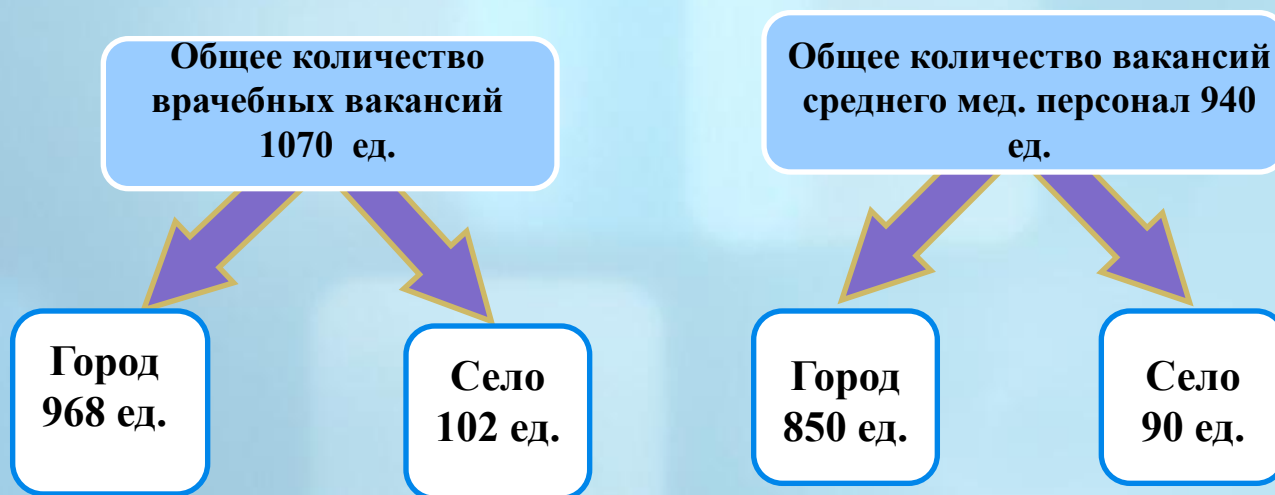 Общее количество
врачебных вакансий
1070 ед.
Общее количество вакансий
среднего мед. персонал 940
ед.
Город
968 ед.
Село
102 ед.
Город
850 ед.
Село
90 ед.